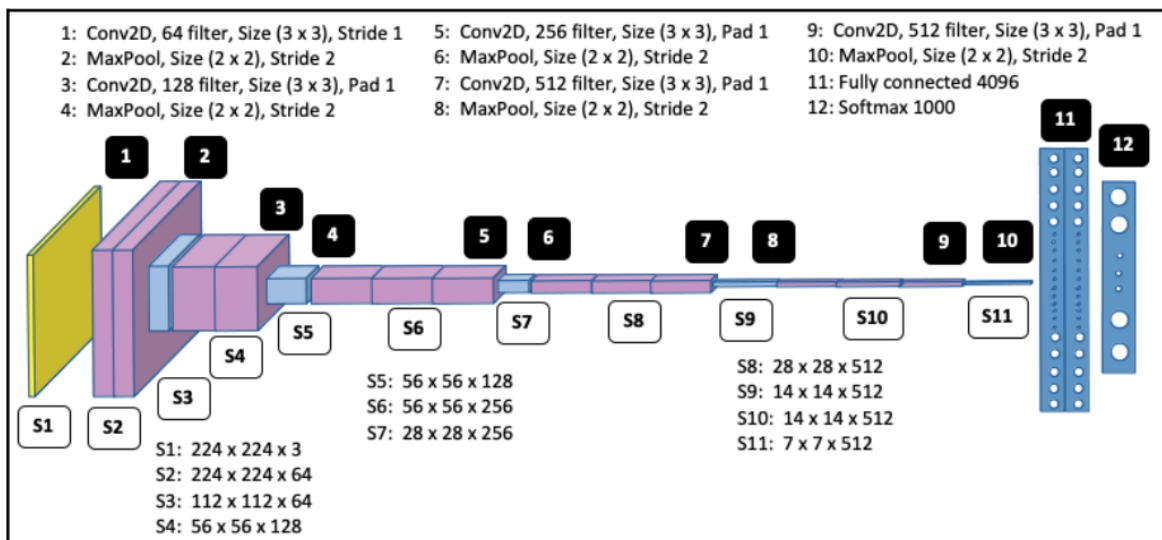 1: Conv2D, 64 filter, Size (3 x 3), Stride 1
2: MaxPool, Size (2 x 2), Stride 2
3: Conv2D, 128 filter, Size (3 x 3), Pad 1
4: MaxPool, Size (2 x 2), Stride 2
5: Conv2D, 256 filter, Size (3 x 3), Pad 1
6: MaxPool, Size (2 x 2), Stride 2
7: Conv2D, 512 filter, Size (3 x 3), Pad 1
8: MaxPool, Size (2 x 2), Stride 2
9: Conv2D, 512 filter, Size (3 x 3), Pad 1
10: MaxPool, Size (2 x 2), Stride 2
11: Fully connected 4096
12: Softmax 1000
1
2
3
4
5
6
7
8
9
10
11
12
S1
S2
S3
S4
S5
S6
S7
S8
S9
S10
S11
S1: 224 x 224 x 3
S2: 224 x 224 x 64
S3: 112 x 112 x 64
S4: 56 x 56 x 128
S5: 56 x 56 x 128
S6: 56 x 56 x 256
S7: 28 x 28 x 256
S8: 28 x 28 x 512
S9: 14 x 14 x 512
S10: 14 x 14 x 512
S11: 7 x 7 x 512